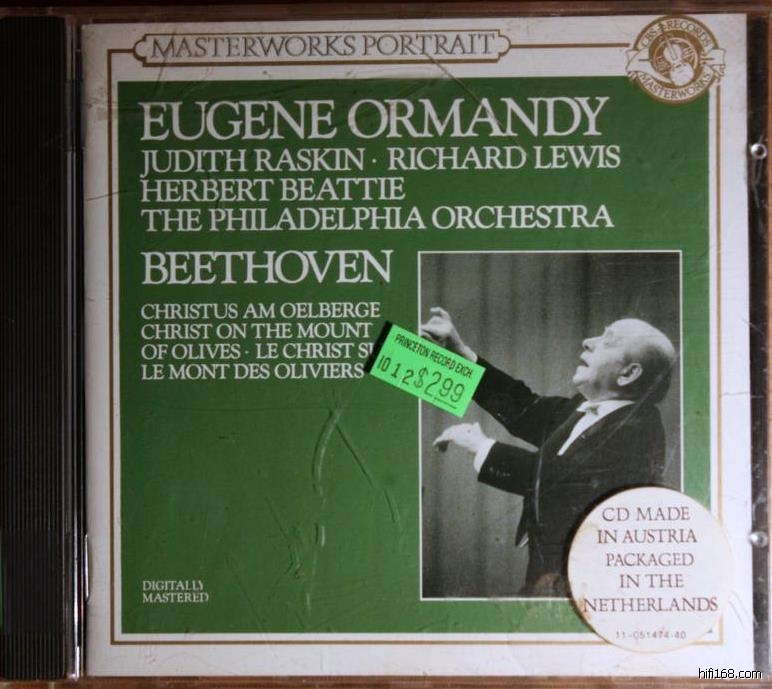 MASTERWORKS PORTRAIT
CBS RECORDS
MASTERWORKS
EUGENE ORMANDY
JUDITH RASKIN · RICHARD LEWIS
HERBERT BEATTIE
THE PHILADELPHIA ORCHESTRA
BEETHOVEN
CHRISTUS AM OELBERGE
CHRIST ON THE MOUNT
OF OLIVES · LE CHRIST
LE MONT DES OLIVIERS
PRINCETON RECORD EXCH.
10 12 $2.99
DIGITALLY
MASTERED
CD MADE
IN AUSTRIA
PACKAGED
IN THE
NETHERLANDS
11-051474-40
hifi168.com